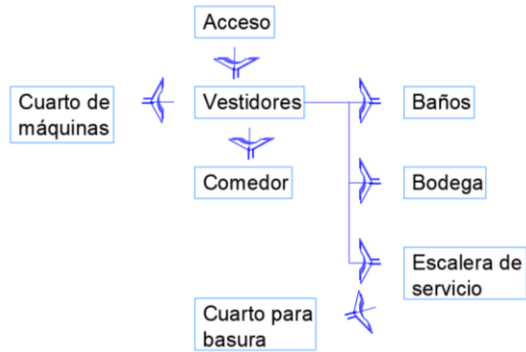 Acceso
Cuarto de
máquinas
Vestidores
Baños
Comedor
Bodega
Escalera de
servicio
Cuarto para
basura